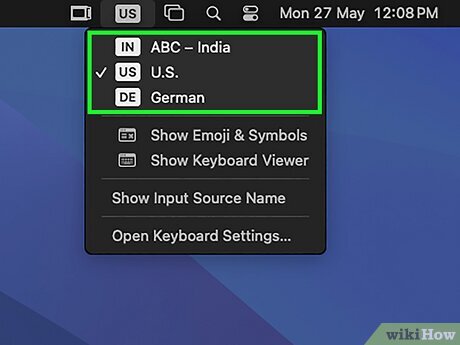 US Mon 27 May 12:08 PM
IN ABC – India
✓ US U.S.
DE German
Show Emoji & Symbols
Show Keyboard Viewer
Show Input Source Name
Open Keyboard Settings...
wikiHow